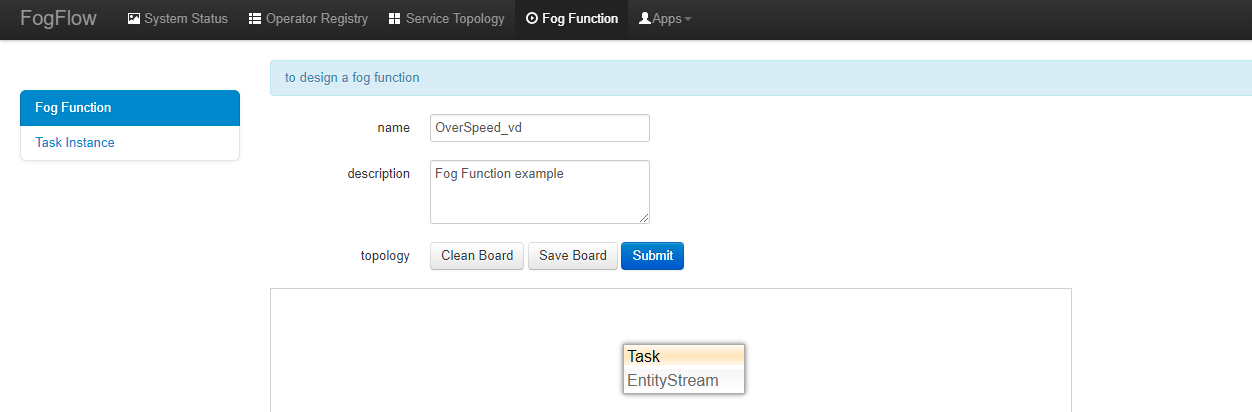 FogFlow System Status Operator Registry Service Topology Fog Function Apps
to design a fog function
Fog Function
Task Instance
name OverSpeed_vd
description Fog Function example
topology Clean Board Save Board Submit
Task
EntityStream